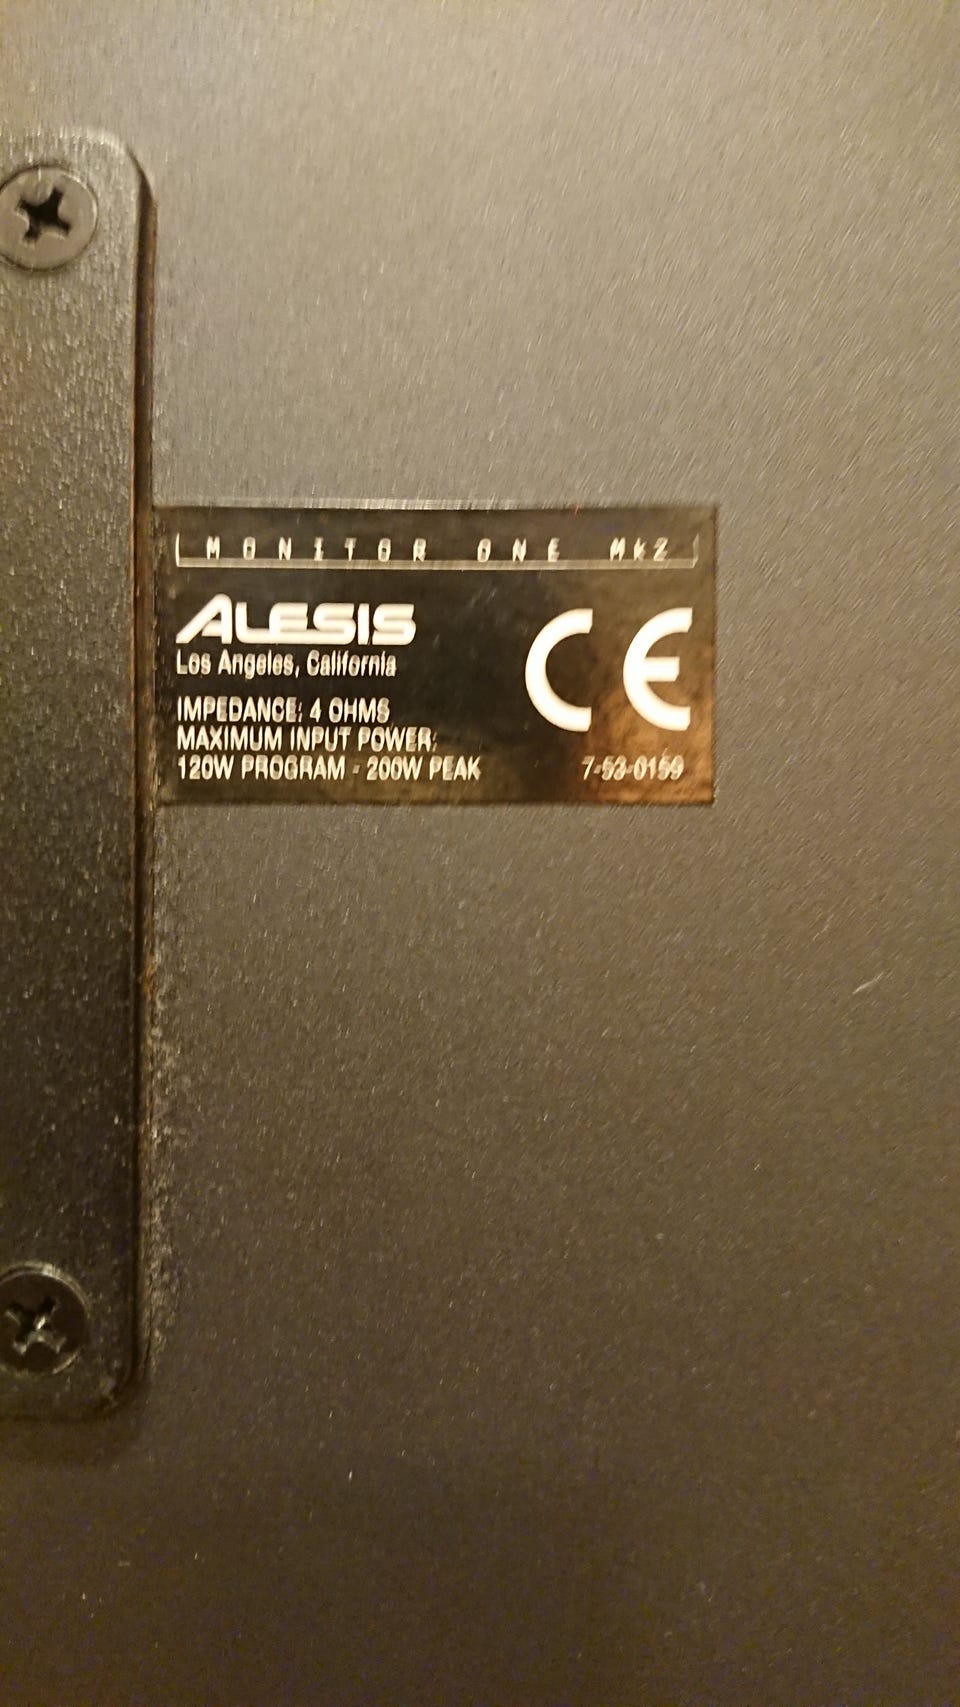 MONITOR ONE Mk2
ALESIS
Los Angeles, California
IMPEDANCE: 4 OHMS
MAXIMUM INPUT POWER:
120W PROGRAM - 200W PEAK
CE
7-53-0159